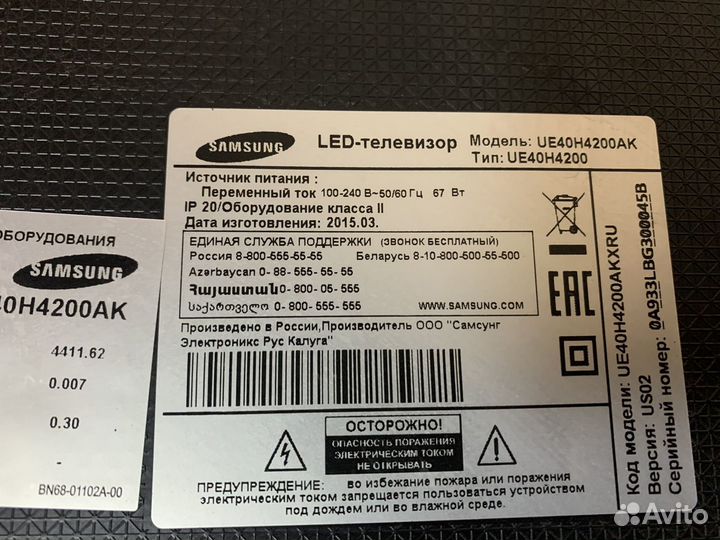 SAMSUNG
LED-телевизор
Модель: UE40H4200AK
Тип: UE40H4200
Источник питания :
Переменный ток 100-240 В~50/60 Гц 67 Вт
IP 20/Оборудование класса II
Дата изготовления: 2015.03.
ЕДИНАЯ СЛУЖБА ПОДДЕРЖКИ (ЗВОНОК БЕСПЛАТНЫЙ)
Россия 8-800-555-55-55 Беларусь 8-10-800-500-55-500
Azerbaycan 0-88-555-55-55
Հայաստան 0-800-05-555
საქართველო 0-800-555-555
WWW.SAMSUNG.COM
Произведено в России,Производитель ООО "Самсунг
Электроникс Рус Калуга"
EAC
ОСТОРОЖНО!
ОПАСНОСТЬ ПОРАЖЕНИЯ
ЭЛЕКТРИЧЕСКИМ ТОКОМ
НЕ ОТКРЫВАТЬ
ПРЕДУПРЕЖДЕНИЕ: во избежание пожара или поражения
электрическим током запрещается пользоваться устройством
под дождем или во влажной среде.
Код модели: UE40H4200AKXRU
Версия: US02
Серийный номер: 0A933LBG300045B
ОБОРУДОВАНИЯ
SAMSUNG
40H4200AK
4411.62
0.007
0.30
-
BN68-01102A-00
Avito